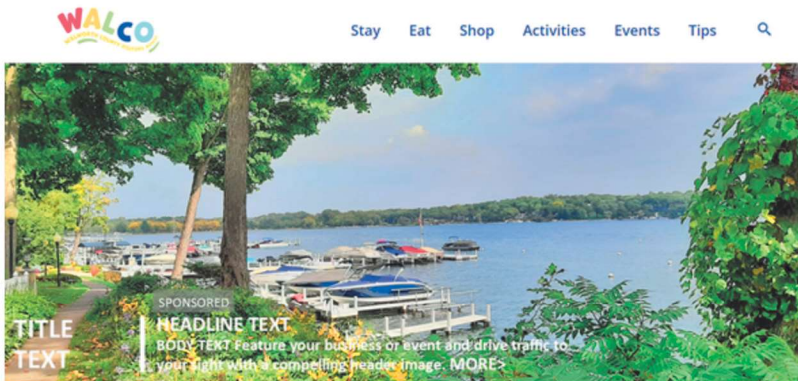 WALCO
Stay Eat Shop Activities Events Tips
SPONSORED
TITLE
TEXT
HEADLINE TEXT
BODY TEXT Feature your business or event and drive traffic to
your sight with a compelling header image. MORE>